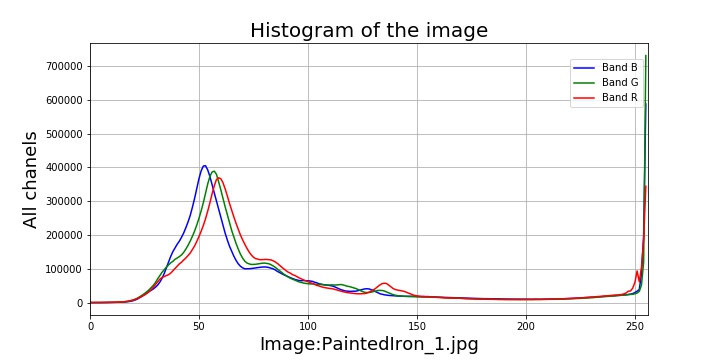 Histogram of the image
All chanels
700000
600000
500000
400000
300000
200000
100000
0
Band B
Band G
Band R
0 50 100 150 200 250
Image:PaintedIron_1.jpg